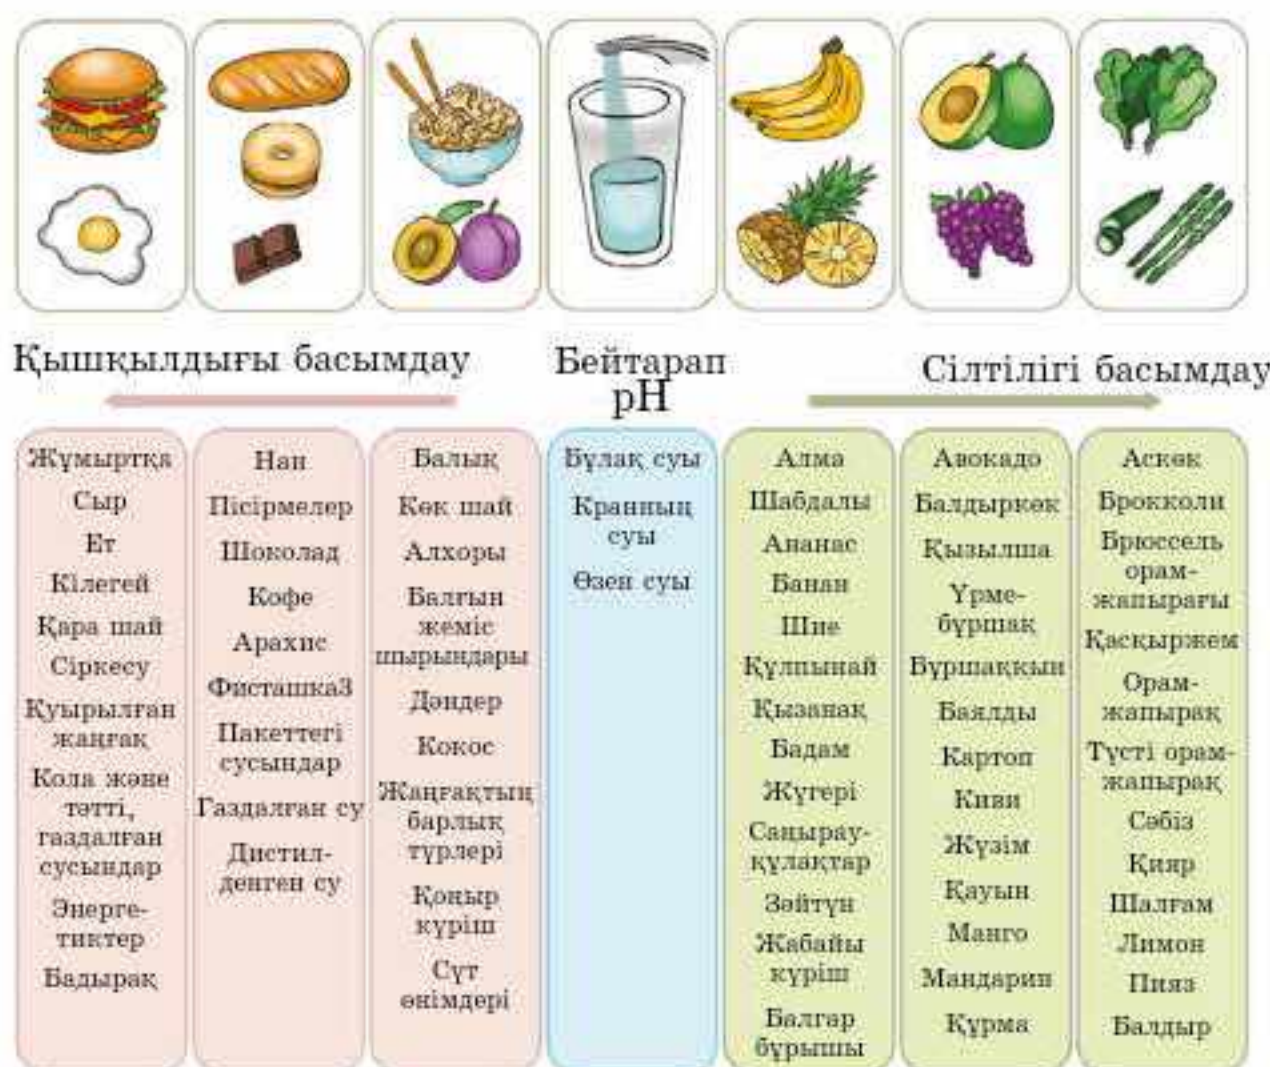 Қышқылдығы басымдау
Бейтарап
pH
Сілтілігі басымдау
Жұмыртқа
Сыр
Ет
Кілегей
Қара шай
Сіркесу
Қуырылған
жаңғақ
Кола және
тәтті,
газдалған
сусындар
Энерге-
тиктер
Бадырақ
Нан
Пісірмелер
Шоколад
Кофе
Арахис
Фисташка3
Пакеттегі
сусындар
Газдалған су
Дистил-
денген су
Балық
Көк шай
Алхоры
Балғын
жеміс
шырындары
Дәндер
Кокос
Жаңғақтың
барлық
түрлері
Қоңыр
күріш
Сүт
өнімдері
Бұлақ суы
Кранның
суы
Өзен суы
Алма
Шабдалы
Ананас
Банан
Шие
Құлпынай
Қызанақ
Бадам
Жүгері
Саңырау-
құлақтар
Зәйтүн
Жабайы
күріш
Балгар
бұрышы
Авокадо
Балдыркөк
Қызылша
Үрме-
бұршақ
Бұршаққын
Баялды
Картоп
Киви
Жүзім
Қауын
Манго
Мандарин
Құрма
Аскөк
Брокколи
Брюссель
орам-
жапырағы
Қасқыржем
Орам-
жапырақ
Түсті орам-
жапырақ
Сәбіз
Қияр
Шалғам
Лимон
Пияз
Балдыр